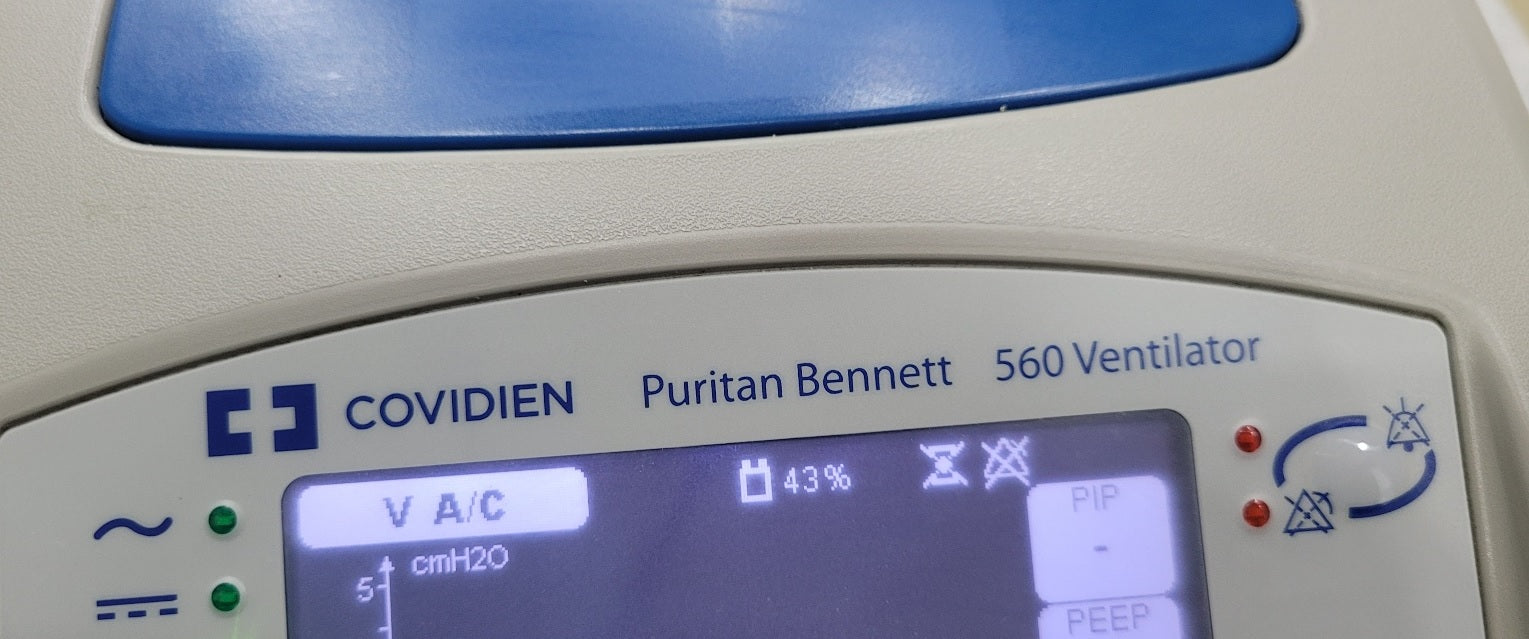 COVIDIEN Puritan Bennett 560 Ventilator
V A/C
43%
cmH2O
5
PIP
-
PEEP